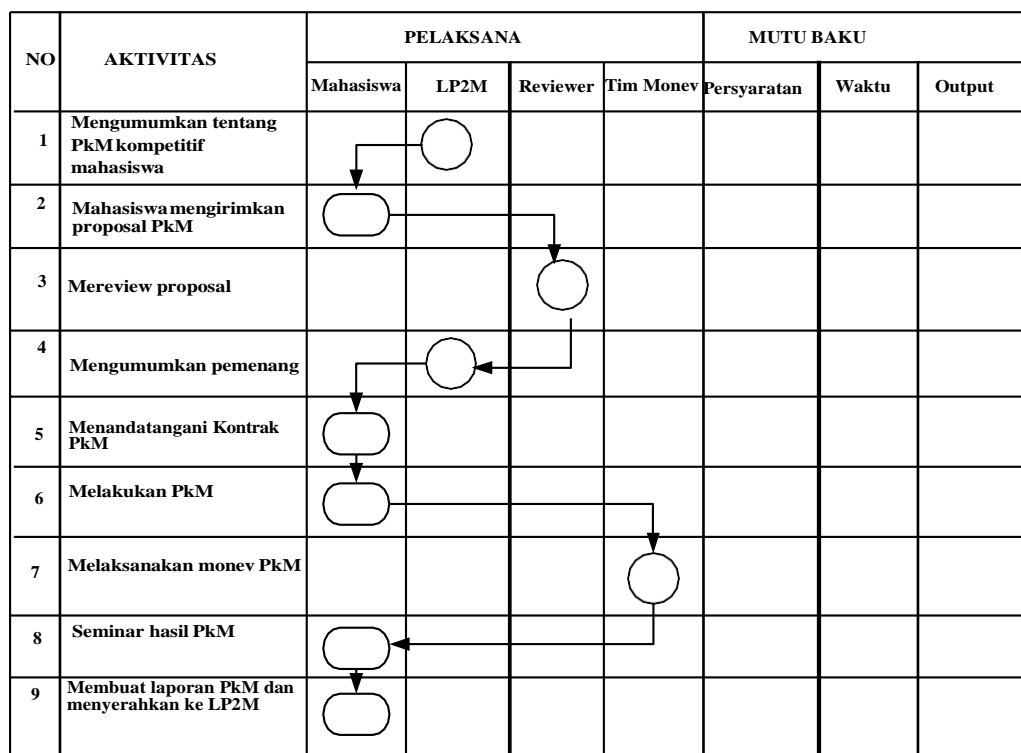 NO
AKTIVITAS
PELAKSANA
MUTU BAKU
Mahasiswa
LP2M
Reviewer
Tim Monev
Persyaratan
Waktu
Output
1
Mengumumkan tentang
PkM kompetitif
mahasiswa
2
Mahasiswa mengirimkan
proposal PkM
3
Mereview proposal
4
Mengumumkan pemenang
5
Menandatangani Kontrak
PkM
6
Melakukan PkM
7
Melaksanakan monev PkM
8
Seminar hasil PkM
9
Membuat laporan PkM dan
menyerahkan ke LP2M